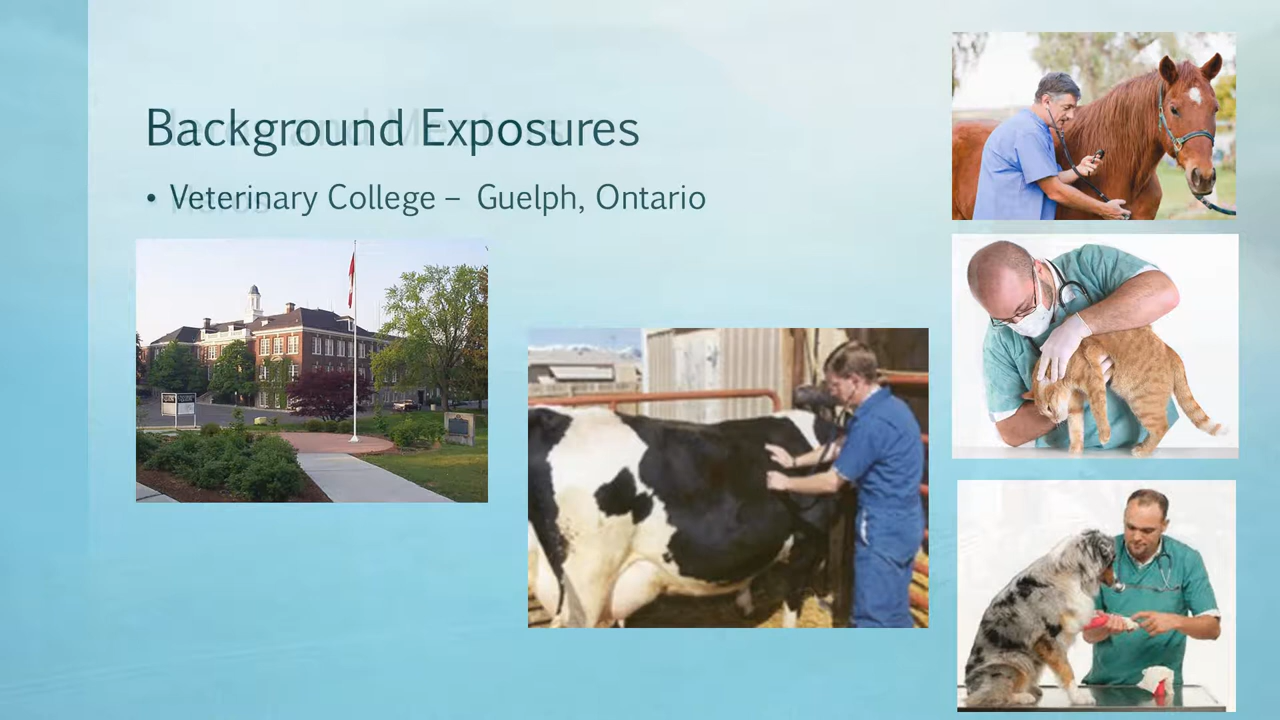 Background Exposures
• Veterinary College – Guelph, Ontario